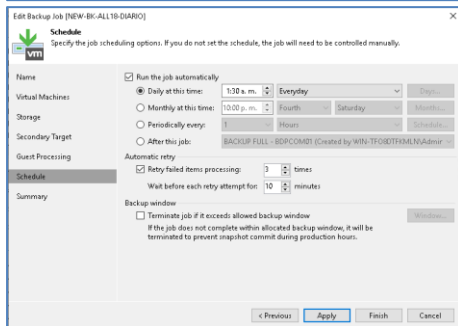 Edit Backup Job [NEW-BK-ALL18-DIARIO]
Schedule
Specify the job scheduling options. If you do not set the schedule, the job will need to be controlled manually.
vm
Name
Virtual Machines
Storage
Secondary Target
Guest Processing
Schedule
Summary
Run the job automatically
Daily at this time: 1:30 a. m. Everyday Days...
Monthly at this time: 10:00 p. m. Fourth Saturday Months...
Periodically every: 1 Hours Schedule...
After this job: BACKUP FULL - BDPCOM01 (Created by
Automatic retry
Retry failed items processing: 3 times
Wait before each retry attempt for: 10 minutes
Backup window
Terminate job if it exceeds allowed backup window Window...
If the job does not complete within allocated backup window, it will be
terminated to prevent snapshot commit during production hours.
< Previous Apply Finish Cancel